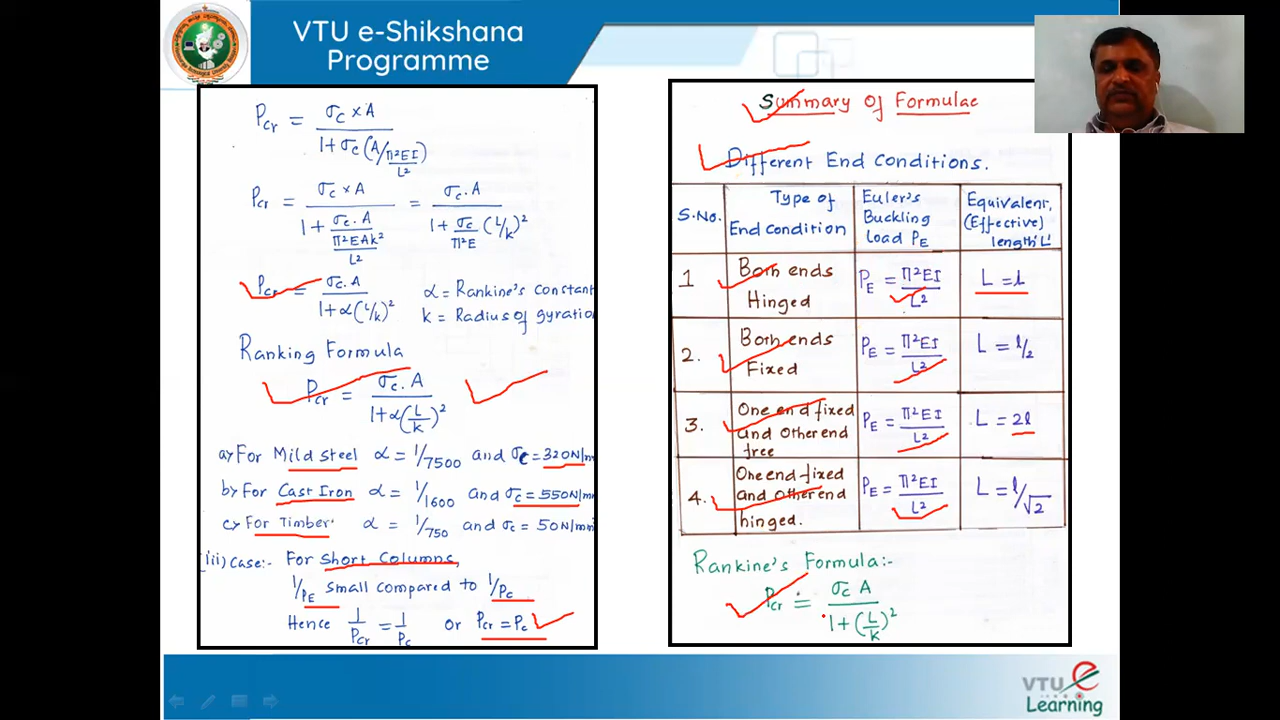 VTU e-Shikshana
Programme
Pcr = σc × A / 1 + σc (A / π²EI / L²)
Pcr = σc × A / 1 + σc . A / π²EAk² / L² = σc . A / 1 + σc / π²E (L/k)²
Pcr = σc . A / 1 + α (L/k)²
α = Rankine's Constant
k = Radius of gyratio
Ranking Formula
Pcr = σc . A / 1 + α (L/k)²
a) For Mild steel α = 1/7500 and σc = 320N/m
b) For Cast Iron α = 1/1600 and σc = 550N/m
c) For Timber α = 1/750 and σc = 50N/mm
(iii) case:- For Short Columns,
1/PE small compared to 1/Pc
Hence 1/Pcr = 1/Pc or Pcr = Pc
Summary of Formulae
Different End Conditions.
S.No.
Type of
End condition
Euler's
Buckling
Load PE
Equivalent,
(Effective)
length 'L'
1
Both ends
Hinged
PE = π²EI / L²
L = l
2.
Both ends
Fixed
PE = π²EI / L²
L = l/2
3.
One end fixed
and Other end
free
PE = π²EI / L²
L = 2l
4.
One end fixed
and Other end
hinged.
PE = π²EI / L²
L = l/√2
Rankine's Formula:-
Pcr = σc A / 1 + (L/k)²
VTU e
Learning